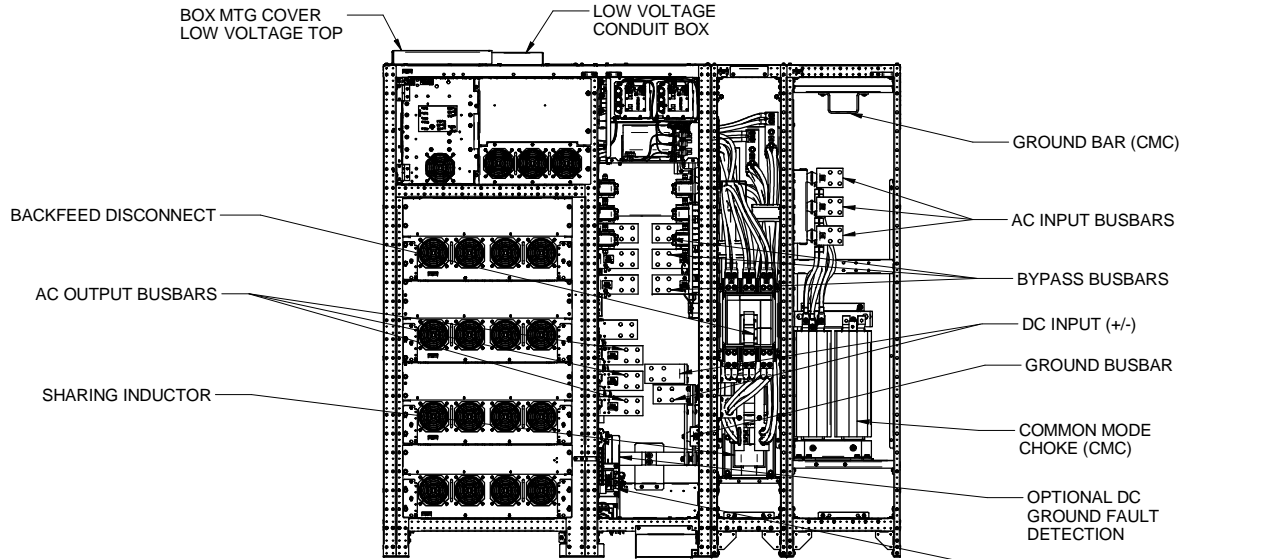 BOX MTG COVER
LOW VOLTAGE TOP
LOW VOLTAGE
CONDUIT BOX
GROUND BAR (CMC)
BACKFEED DISCONNECT
AC INPUT BUSBARS
BYPASS BUSBARS
AC OUTPUT BUSBARS
DC INPUT (+/-)
GROUND BUSBAR
SHARING INDUCTOR
COMMON MODE
CHOKE (CMC)
OPTIONAL DC
GROUND FAULT
DETECTION